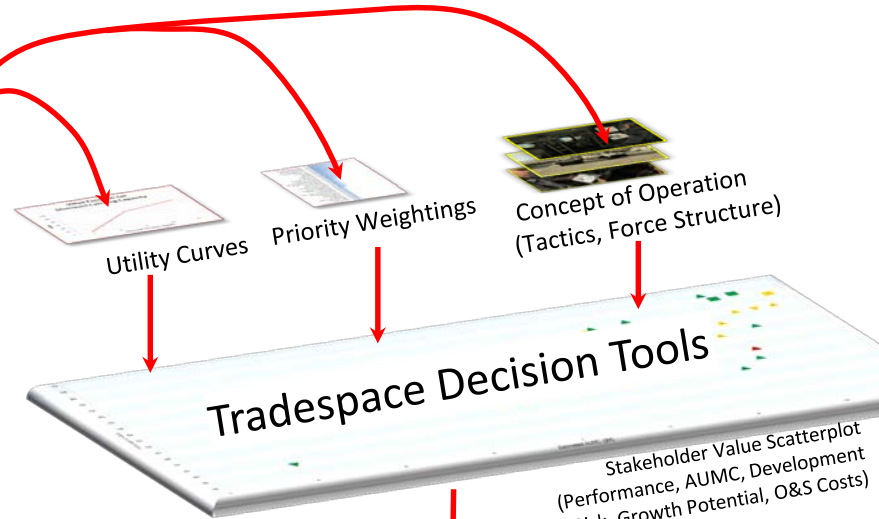 Utility Curves
Priority Weightings
Concept of Operation
(Tactics, Force Structure)
Tradespace Decision Tools
Stakeholder Value Scatterplot
(Performance, AUMC, Development
Growth Potential, O&S Costs)